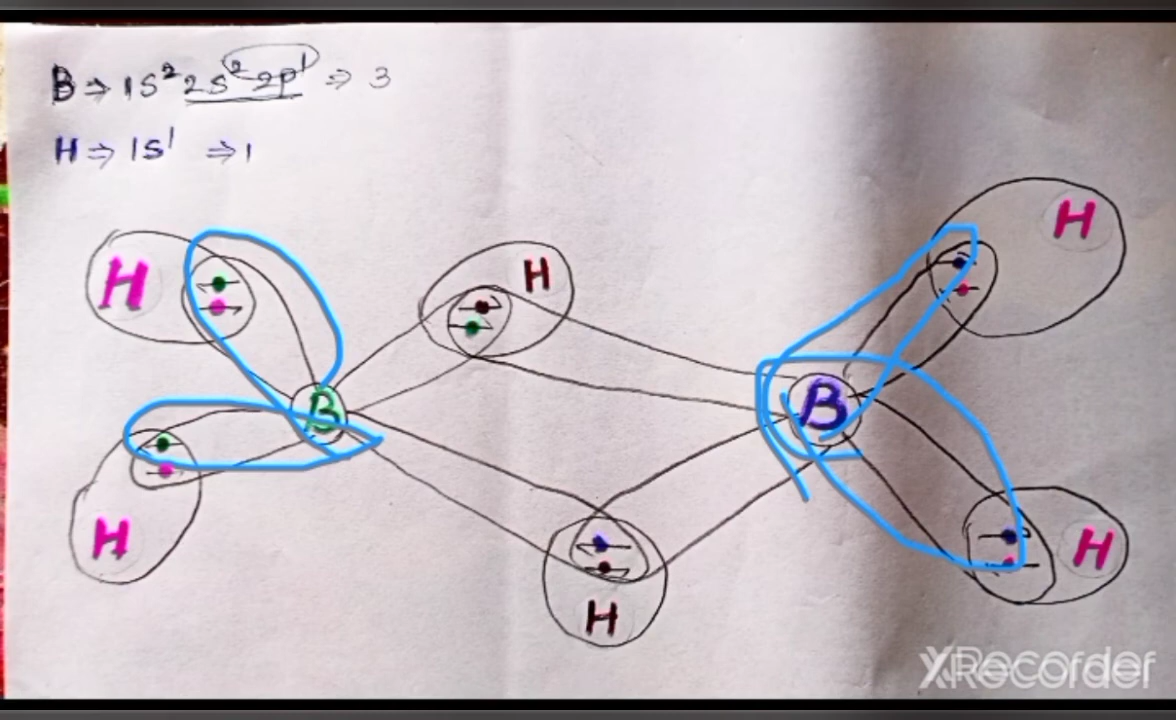 B ⇒ 1s² 2s² 2p¹ ⇒ 3
H ⇒ 1s¹ ⇒ 1
H
H
H
H
B
B
H
H
XRecorder